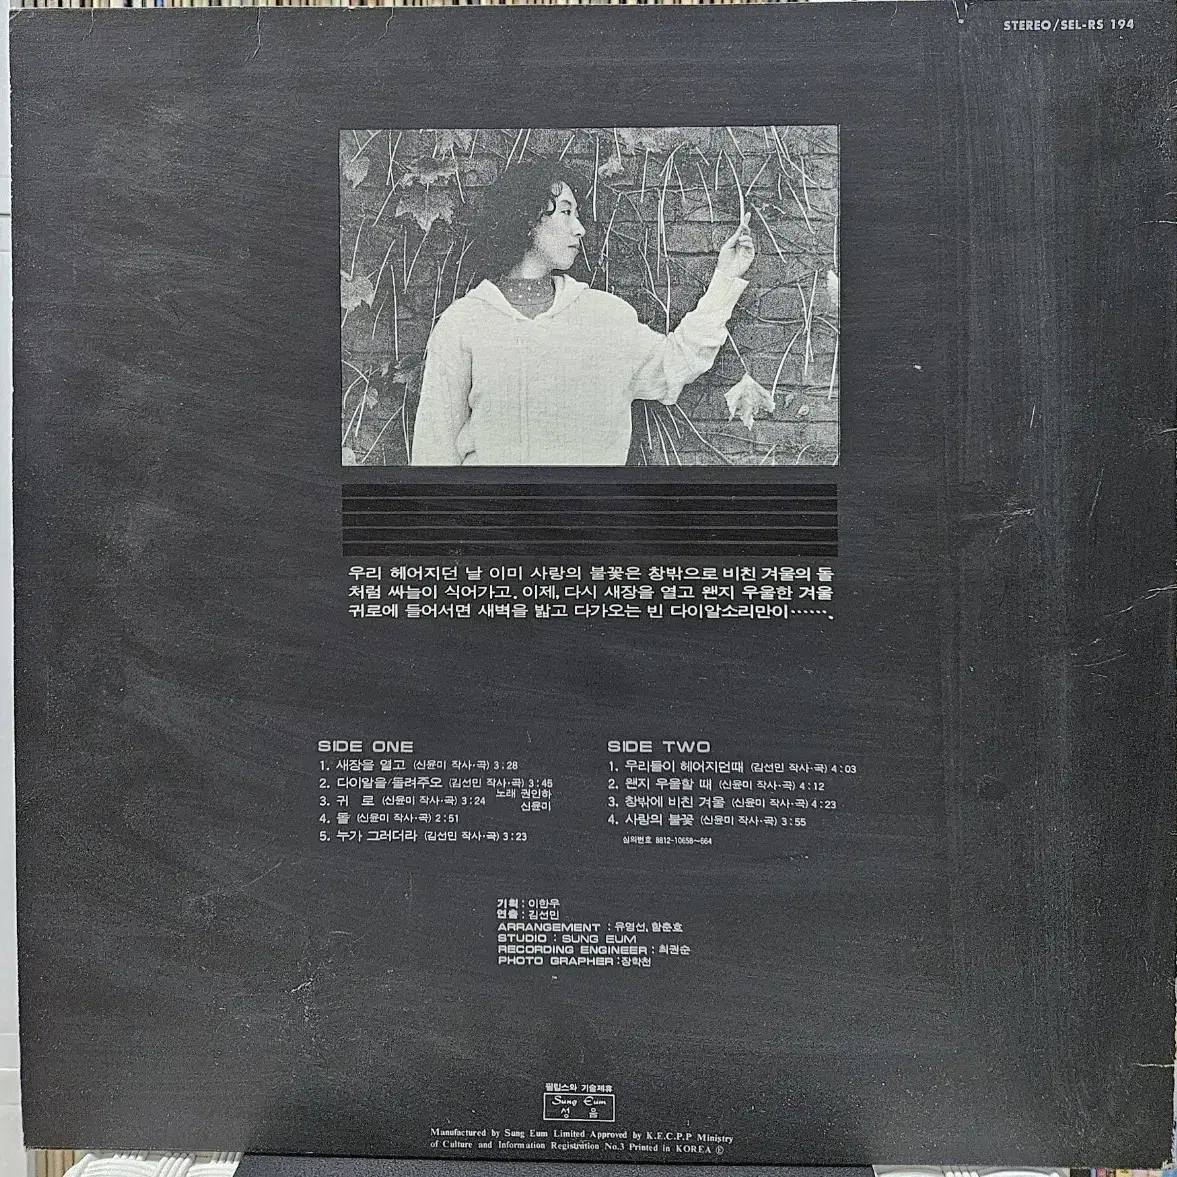 STEREO/SEL-RS 194
우리 헤어지던 날 이미 사랑의 불꽃은 창밖으로 비친 겨울의 돌
처럼 싸늘이 식어가고, 이제, 다시 새장을 열고 왠지 우울한 겨울
귀로에 들어서면 새벽을 밟고 다가오는 빈 다이알소리만이⋯⋯.
SIDE ONE
1. 새장을 열고 (신윤미 작사·곡) 3:28
2. 다이알을 돌려주오 (김선민 작사·곡) 3:45
노래 권인하
신윤미
3. 귀 로 (신윤미 작사·곡) 3:24
4. 돌 (신윤미 작사·곡) 2:51
5. 누가 그러더라 (김선민 작사·곡) 3:23
SIDE TWO
1. 우리들이 헤어지던때 (김선민 작사·곡) 4:03
2. 왠지 우울할 때 (신윤미 작사·곡) 4:12
3. 창밖에 비친 겨울 (신윤미 작사·곡) 4:23
4. 사랑의 불꽃 (신윤미 작사·곡) 3:55
심의번호 8812-10658~664
기획 : 이한우
연출 : 김선민
ARRANGEMENT : 유영선, 함춘호
STUDIO : SUNG EUM
RECORDING ENGINEER : 최권순
PHOTO GRAPHER : 장학천
필립스와 기술제휴
Sung Eum
성 음
Manufactured by Sung Eum Limited Approved by K.E.C.P.P Ministry
of Culture and Information Registration No.3 Printed in KOREA Ⓟ